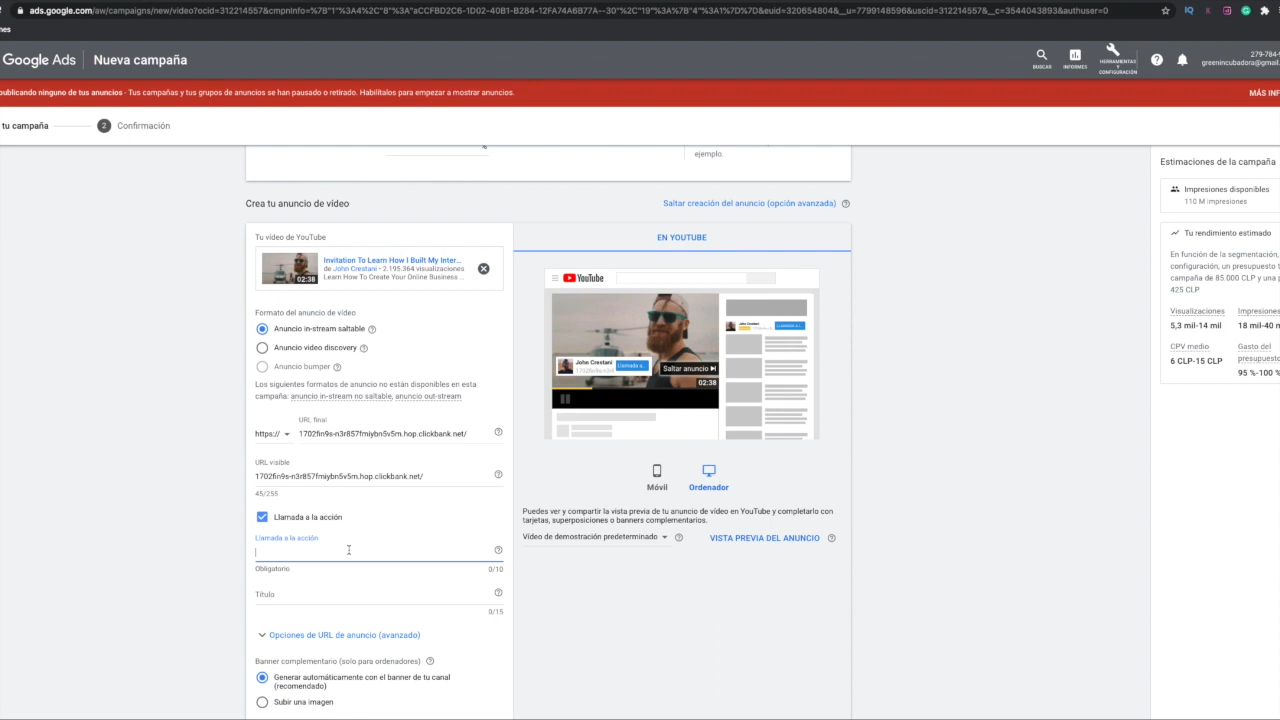 ads.google.com/aw/campaigns/new/video?ocid=312214557&cmpnInfo=%7B"1"%3A4%2C"8"%3A"aCCFBD2C6-1D02-40B1-B284-12FA74A6B77A--30"%2C"19"%3A%7B"4"%3A1%7D%7D&euid=320654804&__u=7799148596&uscid=312214557&__c=3544043893&authuser=0
nes
Google Ads
Nueva campaña
BUSCAR
INFORMES
HERRAMIENTAS
Y
CONFIGURACIÓN
279-784-
greenincubadora@gmail.
publicando ninguno de tus anuncios - Tus campañas y tus grupos de anuncios se han pausado o retirado. Habilítalos para empezar a mostrar anuncios.
MÁS INF
tu campaña
2 Confirmación
%
ejemplo.
Crea tu anuncio de vídeo
Saltar creación del anuncio (opción avanzada)
Tu vídeo de YouTube
Invitation To Learn How I Built My Inter...
de John Crestani • 2.195.364 visualizaciones
Learn How To Create Your Online Business ...
02:38
Formato del anuncio de vídeo
Anuncio in-stream saltable
Anuncio video discovery
Anuncio bumper
Los siguientes formatos de anuncio no están disponibles en esta
campaña: anuncio in-stream no saltable, anuncio out-stream
URL final
https:// 1702fin9s-n3r857fmiybn5v5m.hop.clickbank.net/
URL visible
1702fin9s-n3r857fmiybn5v5m.hop.clickbank.net/
45/255
Llamada a la acción
Llamada a la acción
Obligatorio
0/10
Título
0/15
Opciones de URL de anuncio (avanzado)
Banner complementario (solo para ordenadores)
Generar automáticamente con el banner de tu canal
(recomendado)
Subir una imagen
EN YOUTUBE
YouTube
John Crestani
Llamada a...
Saltar anuncio
02:38
John Crestani
Móvil
Ordenador
Puedes ver y compartir la vista previa de tu anuncio de vídeo en YouTube y completarlo con
tarjetas, superposiciones o banners complementarios.
Vídeo de demostración predeterminado
VISTA PREVIA DEL ANUNCIO
Estimaciones de la campaña
Impresiones disponibles
110 M impresiones
Tu rendimiento estimado
En función de la segmentación,
configuración, un presupuesto t
campaña de 85.000 CLP y una p
425 CLP
Visualizaciones
Impresiones
5,3 mil-14 mil
18 mil-40 m
CPV medio
Gasto del
presupuesto
6 CLP-15 CLP
95 %-100 %